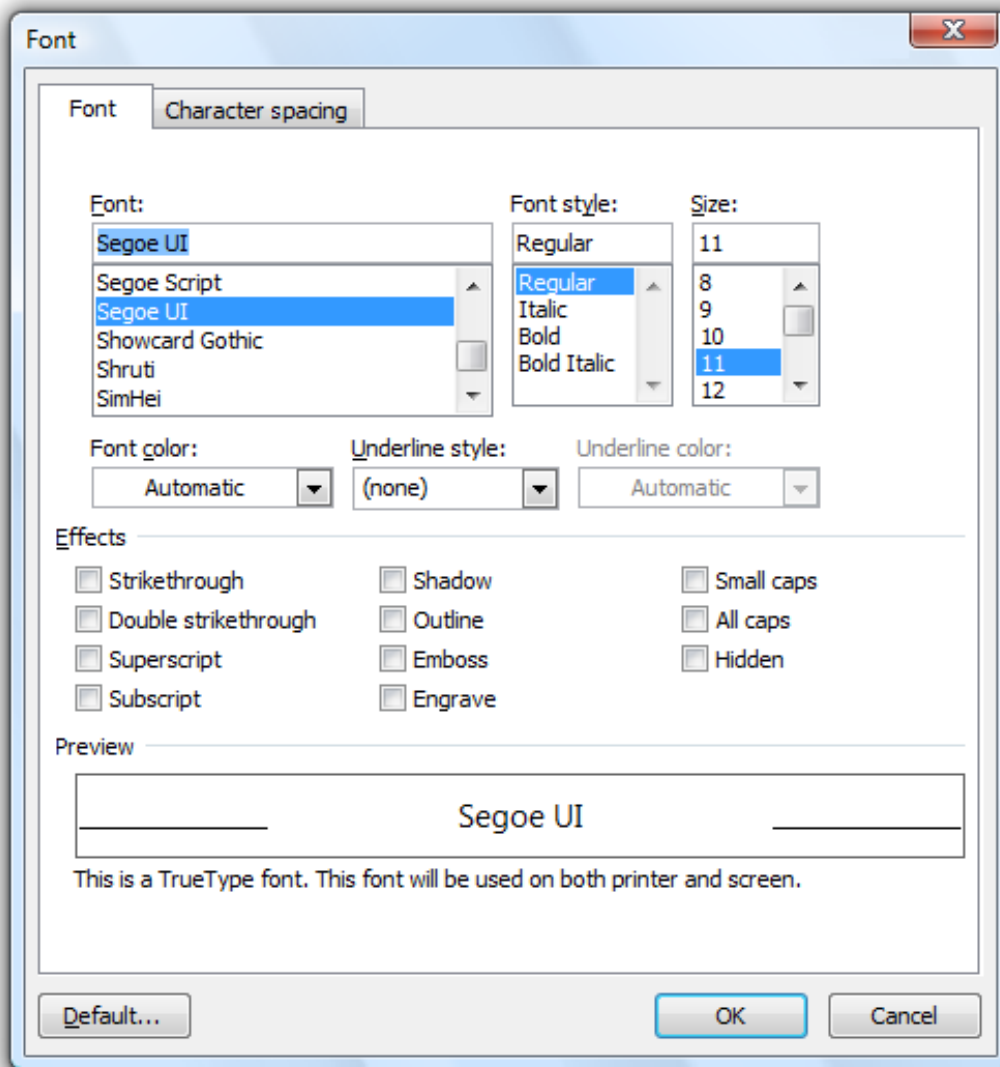 Font
Font Character spacing
Font: Font style: Size:
Segoe UI Regular 11
Segoe Script Regular 8
Segoe UI Italic 9
Showcard Gothic Bold 10
Shruti Bold Italic 11
SimHei 12
Font color: Underline style: Underline color:
Automatic (none) Automatic
Effects
Strikethrough Shadow Small caps
Double strikethrough Outline All caps
Superscript Emboss Hidden
Subscript Engrave
Preview
Segoe UI
This is a TrueType font. This font will be used on both printer and screen.
Default... OK Cancel